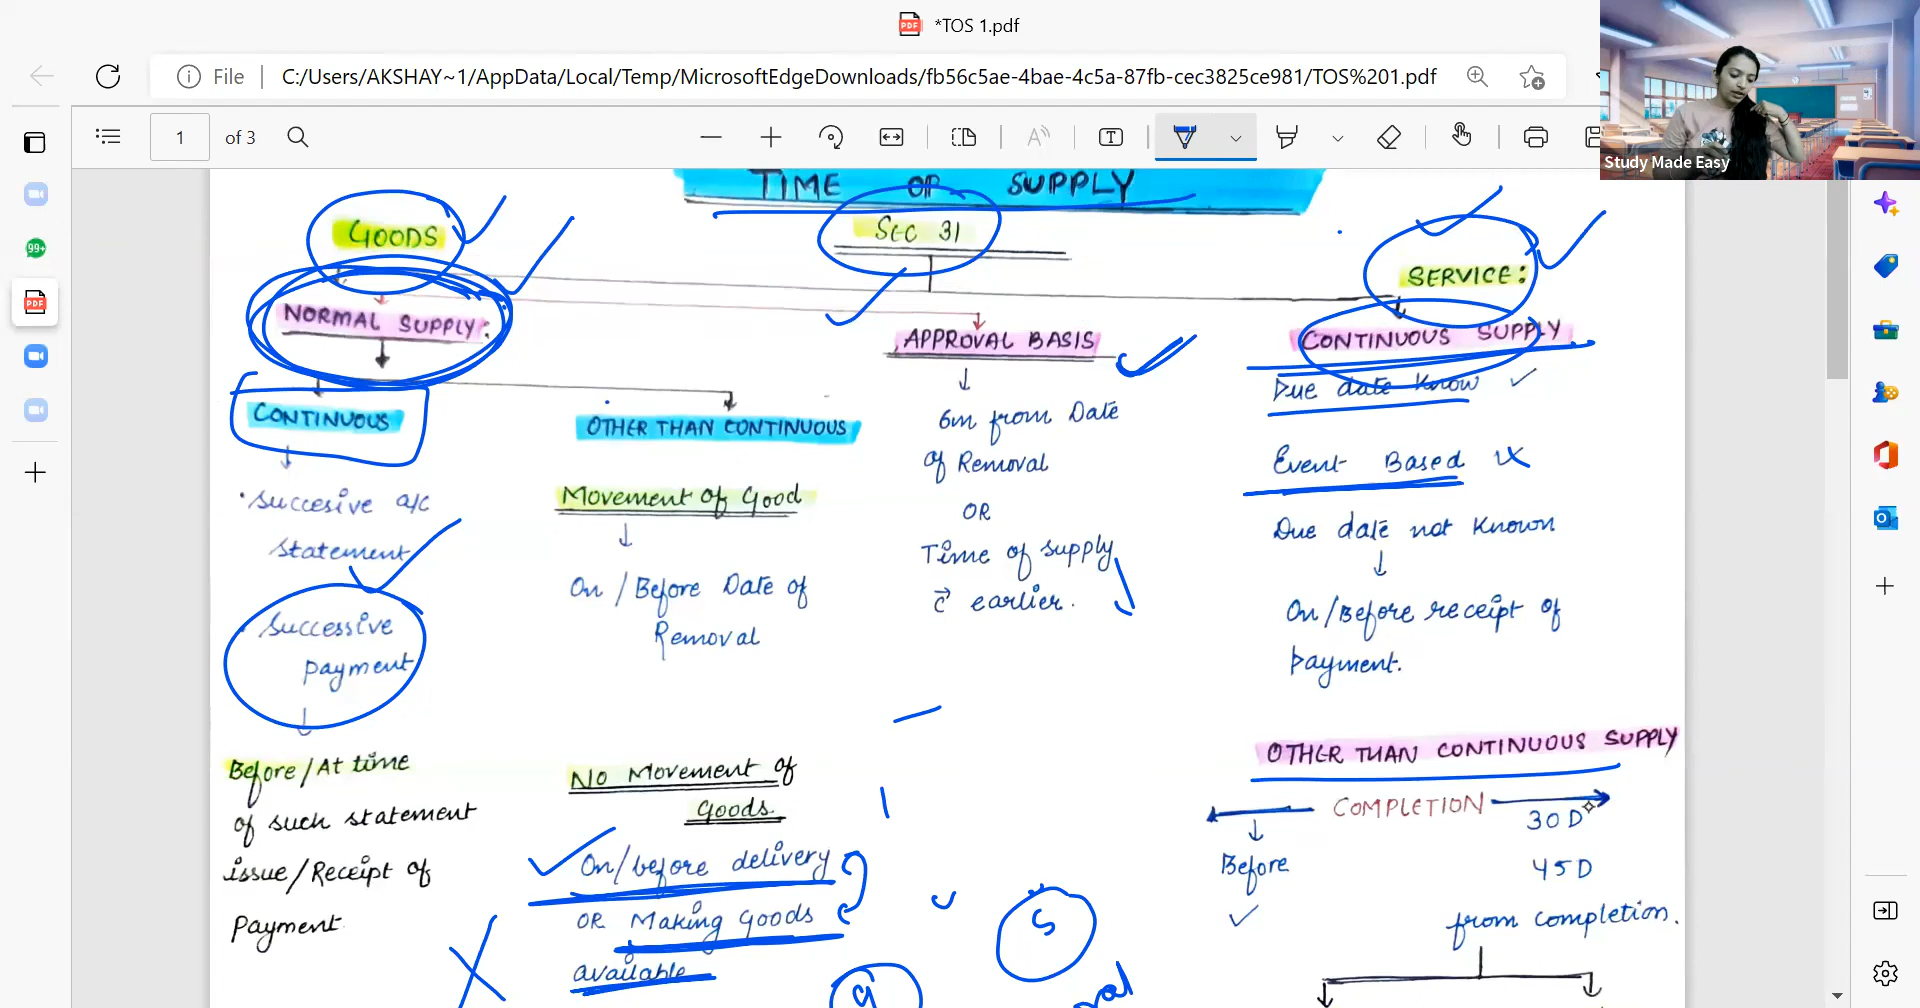 *TOS 1.pdf
File
C:/Users/AKSHAY~1/AppData/Local/Temp/MicrosoftEdgeDownloads/fb56c5ae-4bae-4c5a-87fb-cec3825ce981/TOS%201.pdf
1 of 3
Study Made Easy
99+
TIME OF SUPPLY
GOODS
SEC 31
SERVICE:
NORMAL SUPPLY:
APPROVAL BASIS
CONTINUOUS SUPPLY
CONTINUOUS
OTHER THAN CONTINUOUS
6m from Date
of Removal
OR
Time of supply
c̄ earlier.
Due date know ✓
Event Based
Due date not known
On/Before receipt of
payment.
Succesive a/c
statement
Successive
payment
Before/At time
of such statement
issue/Receipt of
Payment
Movement of Good
On/Before Date of
Removal
No Movement of
Goods.
On/before delivery
OR Making goods
available
S
G
OTHER THAN CONTINUOUS SUPPLY
COMPLETION
Before
✓
30 D
45 D
from completion.